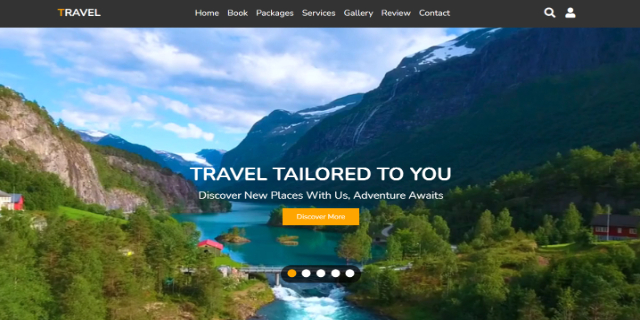 TRAVEL
Home Book Packages Services Gallery Review Contact
TRAVEL TAILORED TO YOU
Discover New Places With Us, Adventure Awaits
Discover More